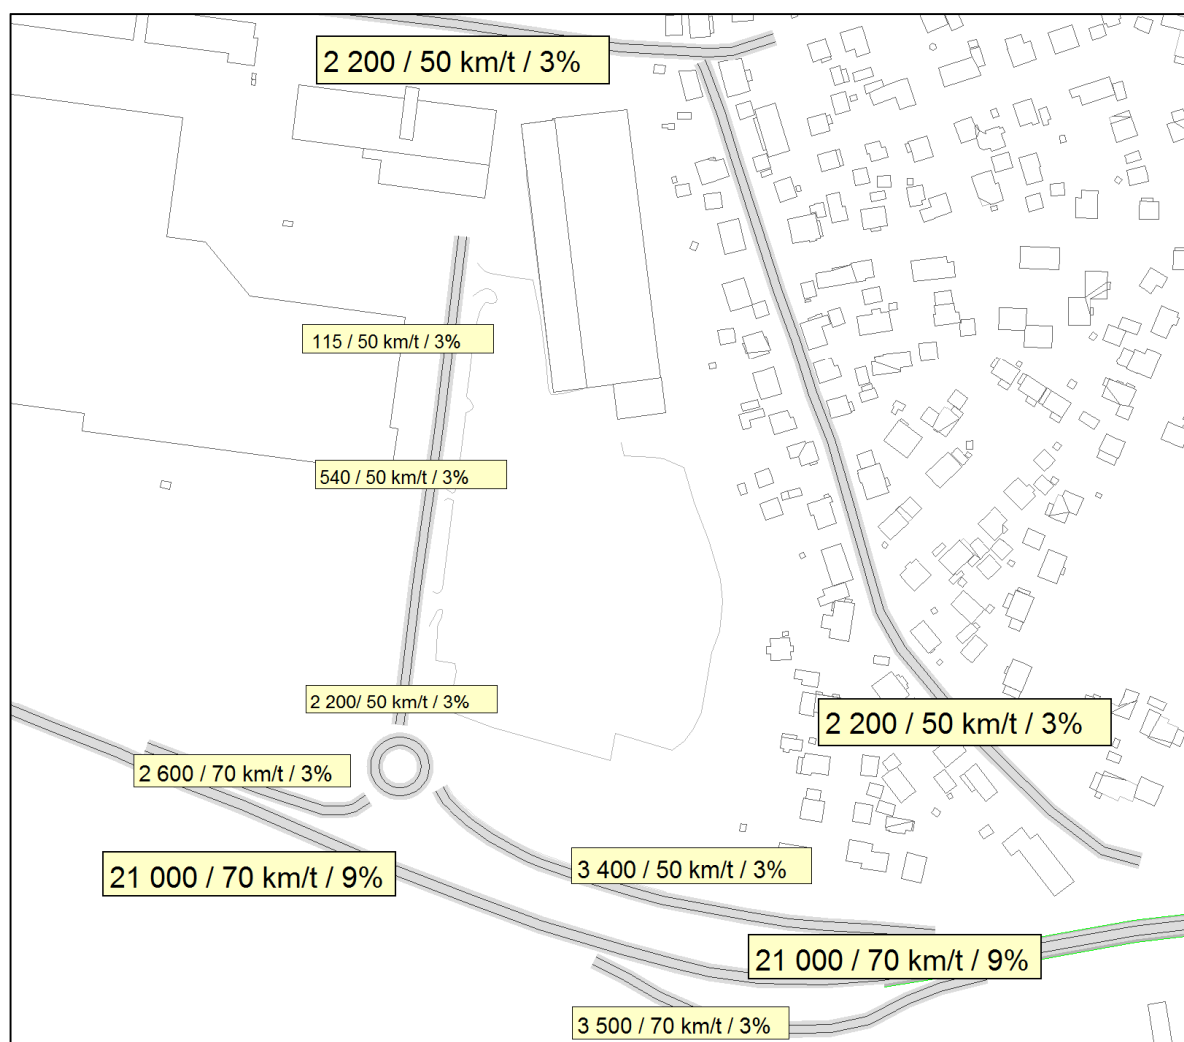 2 200 / 50 km/t / 3%
115 / 50 km/t / 3%
540 / 50 km/t / 3%
2 200/ 50 km/t / 3%
2 200 / 50 km/t / 3%
2 600 / 70 km/t / 3%
21 000 / 70 km/t / 9%
3 400 / 50 km/t / 3%
21 000 / 70 km/t / 9%
3 500 / 70 km/t / 3%